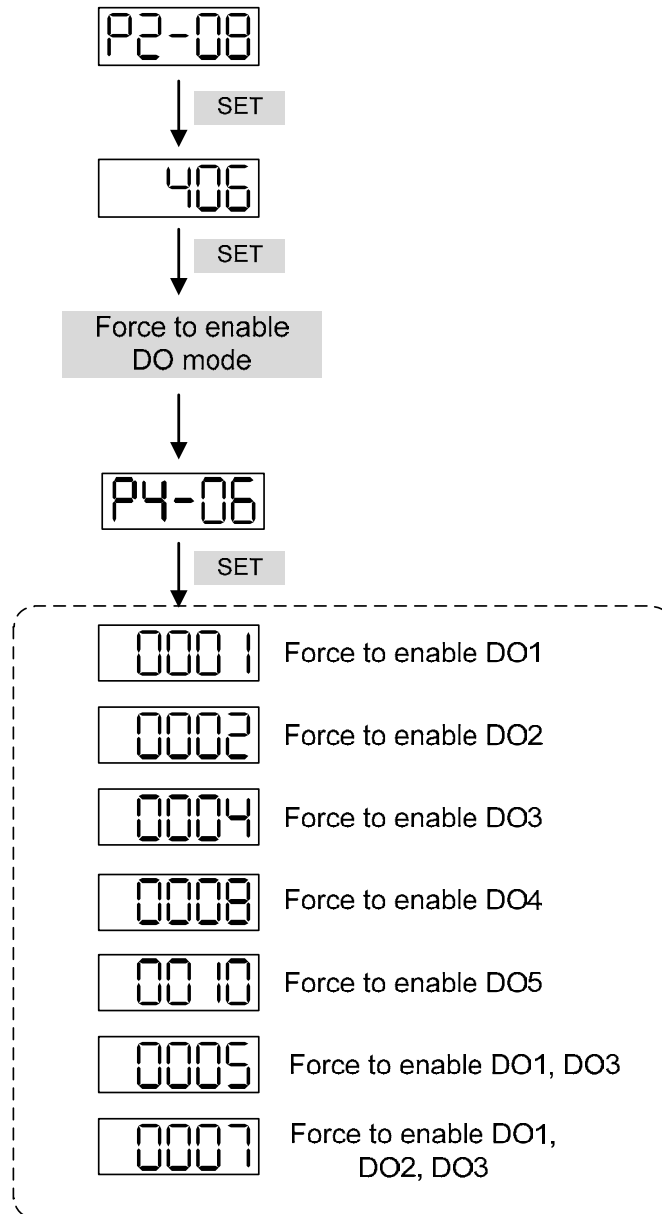 P2-08
SET
406
SET
Force to enable
DO mode
P4-06
SET
0001 Force to enable DO1
0002 Force to enable DO2
0004 Force to enable DO3
0008 Force to enable DO4
0010 Force to enable DO5
0005 Force to enable DO1, DO3
0007 Force to enable DO1,
DO2, DO3